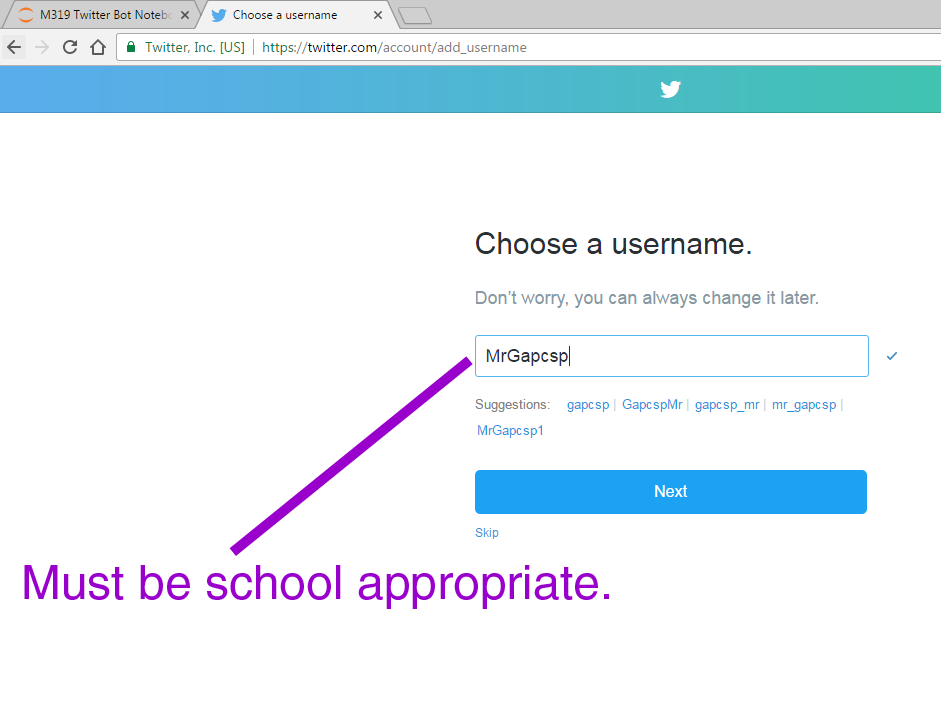 M319 Twitter Bot Notebo
Choose a username
Twitter, Inc. [US] https://twitter.com/account/add_username
Choose a username.
Don't worry, you can always change it later.
MrGapcsp
Suggestions: gapcsp | GapcspMr | gapcsp_mr | mr_gapcsp |
MrGapcsp1
Next
Skip
Must be school appropriate.